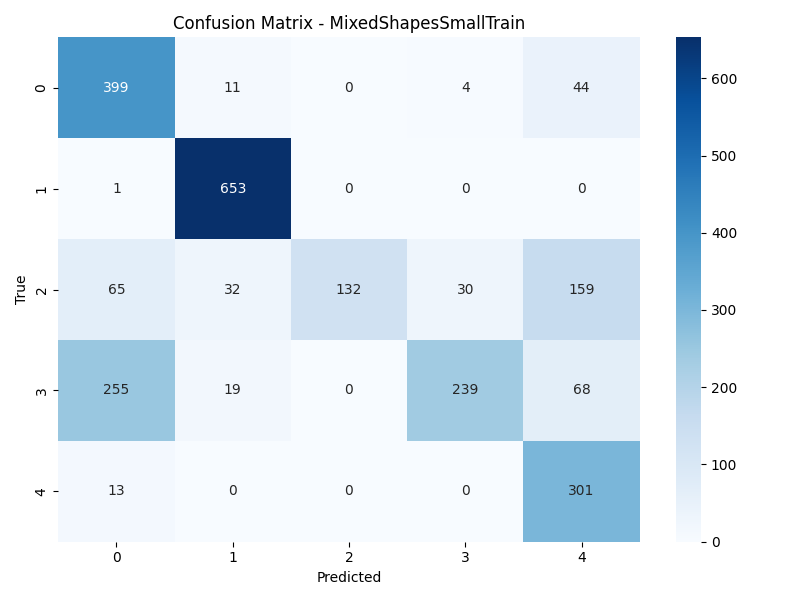 Confusion Matrix - MixedShapesSmallTrain
0 399 11 0 4 44
1 1 653 0 0 0
2 65 32 132 30 159
3 255 19 0 239 68
4 13 0 0 0 301
0 1 2 3 4
Predicted
True
600
500
400
300
200
100
0